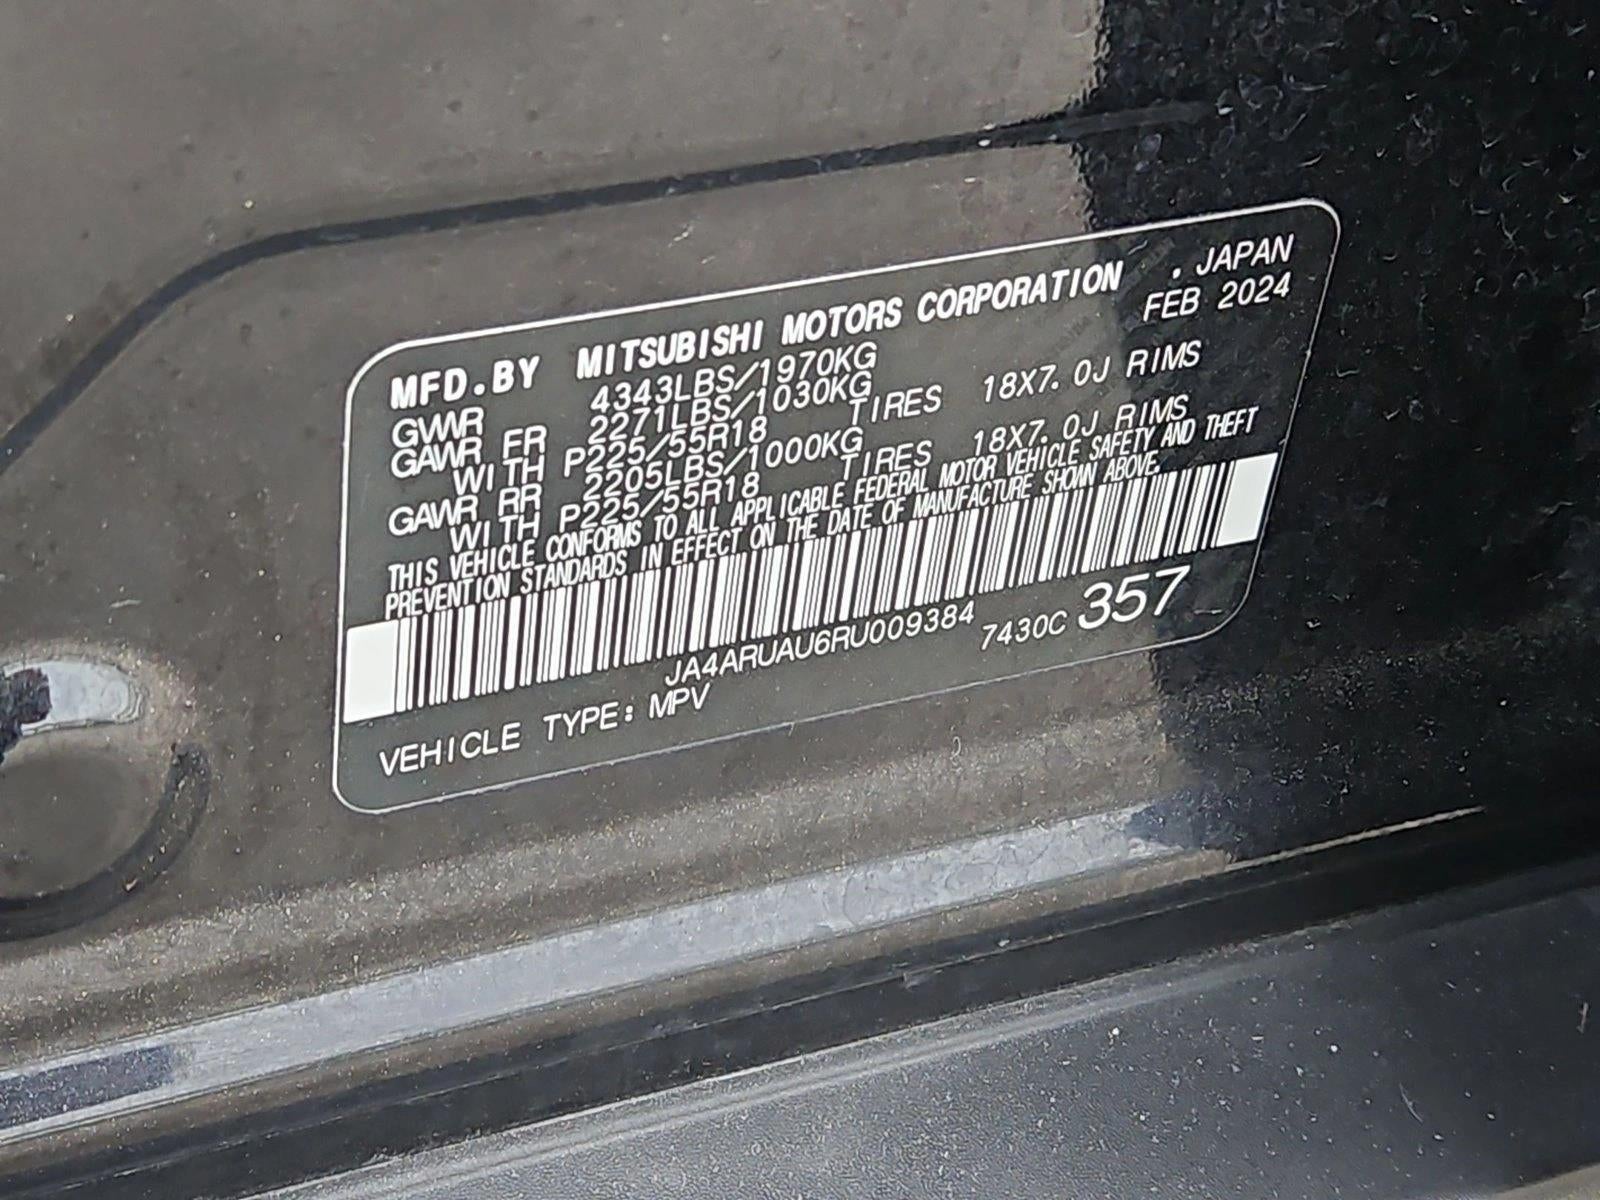 MFD.BY MITSUBISHI MOTORS CORPORATION . JAPAN
GVWR 4343LBS/1970KG FEB 2024
GAWR FR 2271LBS/1030KG
WITH P225/55R18 TIRES 18X7.0J RIMS
GAWR RR 2205LBS/1000KG
WITH P225/55R18 TIRES 18X7.0J RIMS
THIS VEHICLE CONFORMS TO ALL APPLICABLE FEDERAL MOTOR VEHICLE SAFETY AND THEFT
PREVENTION STANDARDS IN EFFECT ON THE DATE OF MANUFACTURE SHOWN ABOVE.
JA4ARUAU6RU009384
VEHICLE TYPE: MPV 7430C 357